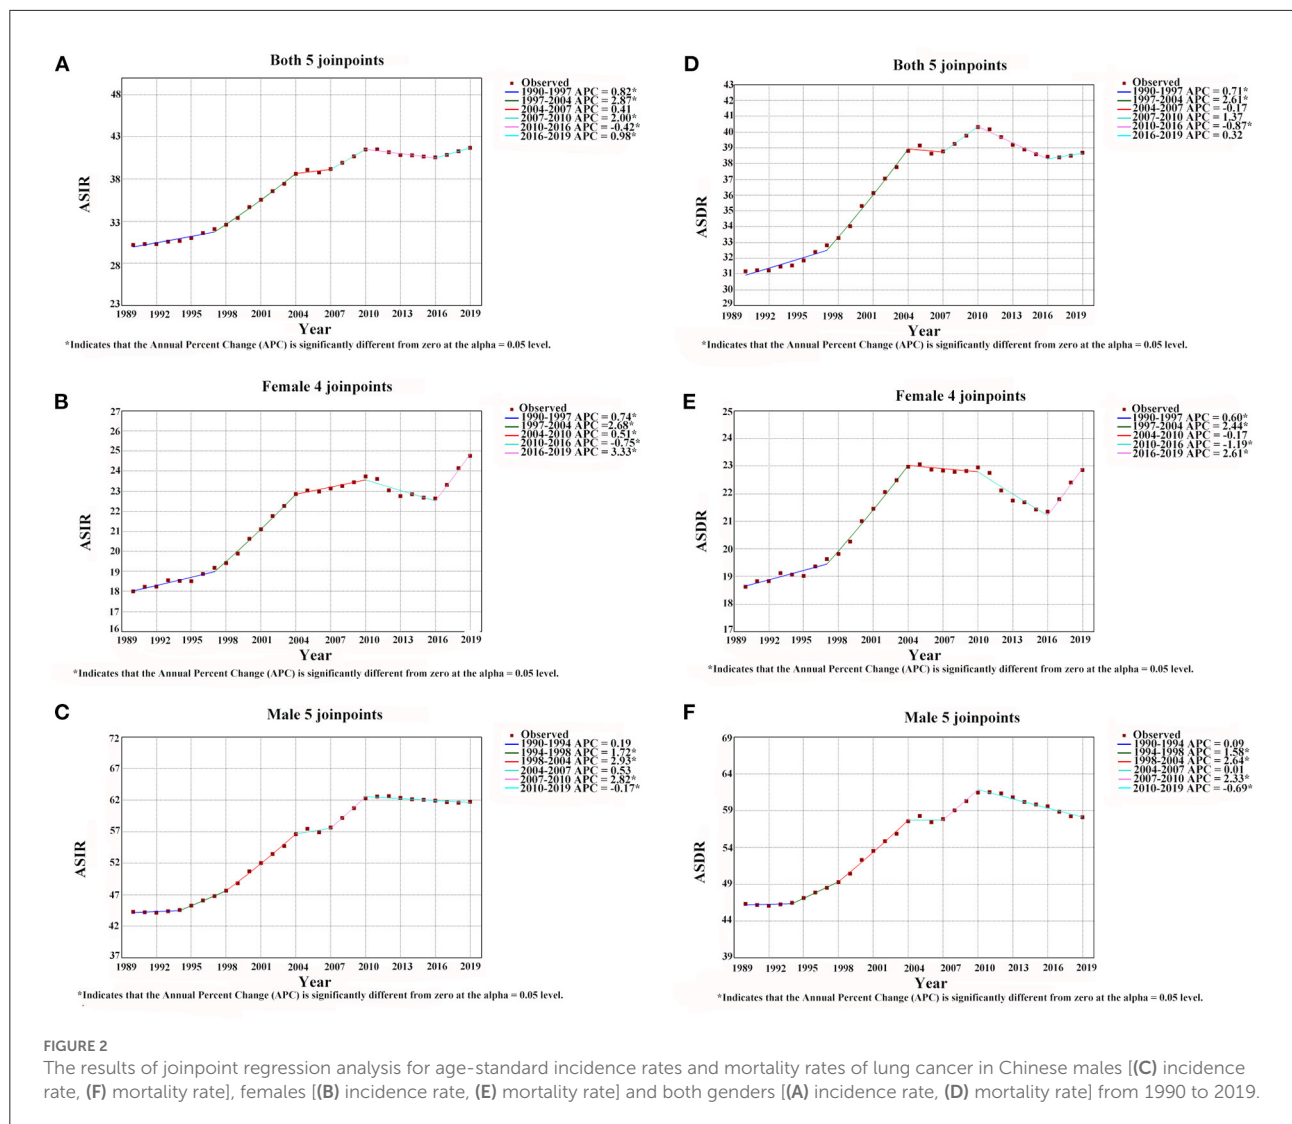 A
Both 5 joinpoints
48
43
38
33
28
23
ASIR
1989 1992 1995 1998 2001 2004 2007 2010 2013 2016 2019
Year
Observed
1990-1997 APC = 0.82*
1997-2004 APC = 2.87*
2004-2007 APC = 0.41
2007-2010 APC = 2.00*
2010-2016 APC = -0.42*
2016-2019 APC = 0.98*
*Indicates that the Annual Percent Change (APC) is significantly different from zero at the alpha = 0.05 level.
D
Both 5 joinpoints
43
42
41
40
39
38
37
36
35
34
33
32
31
30
29
ASDR
1989 1992 1995 1998 2001 2004 2007 2010 2013 2016 2019
Year
Observed
1990-1997 APC = 0.71*
1997-2004 APC = 2.61*
2004-2007 APC = -0.17
2007-2010 APC = 1.37
2010-2016 APC = -0.87*
2016-2019 APC = 0.32
*Indicates that the Annual Percent Change (APC) is significantly different from zero at the alpha = 0.05 level.
B
Female 4 joinpoints
27
26
25
24
23
22
21
20
19
18
17
16
ASIR
1989 1992 1995 1998 2001 2004 2007 2010 2013 2016 2019
Year
Observed
1990-1997 APC = 0.74*
1997-2004 APC =2.68*
2004-2010 APC = 0.51*
2010-2016 APC = -0.75*
2016-2019 APC = 3.33*
*Indicates that the Annual Percent Change (APC) is significantly different from zero at the alpha = 0.05 level.
E
Female 4 joinpoints
25
24
23
22
21
20
19
18
17
ASDR
1989 1992 1995 1998 2001 2004 2007 2010 2013 2016 2019
Year
Observed
1990-1997 APC = 0.60*
1997-2004 APC = 2.44*
2004-2010 APC = -0.17
2010-2016 APC = -1.19*
2016-2019 APC = 2.61*
*Indicates that the Annual Percent Change (APC) is significantly different from zero at the alpha = 0.05 level.
C
Male 5 joinpoints
72
67
62
57
52
47
42
37
ASIR
1989 1992 1995 1998 2001 2004 2007 2010 2013 2016 2019
Year
Observed
1990-1994 APC = 0.19
1994-1998 APC = 1.72*
1998-2004 APC = 2.93*
2004-2007 APC = 0.53
2007-2010 APC = 2.82*
2010-2019 APC = -0.17*
*Indicates that the Annual Percent Change (APC) is significantly different from zero at the alpha = 0.05 level.
F
Male 5 joinpoints
69
64
59
54
49
44
39
ASDR
1989 1992 1995 1998 2001 2004 2007 2010 2013 2016 2019
Year
Observed
1990-1994 APC = 0.09
1994-1998 APC = 1.58*
1998-2004 APC = 2.64*
2004-2007 APC = 0.01
2007-2010 APC = 2.33*
2010-2019 APC = -0.69*
*Indicates that the Annual Percent Change (APC) is significantly different from zero at the alpha = 0.05 level.
FIGURE 2
The results of joinpoint regression analysis for age-standard incidence rates and mortality rates of lung cancer in Chinese males [(C) incidence
rate, (F) mortality rate], females [(B) incidence rate, (E) mortality rate] and both genders [(A) incidence rate, (D) mortality rate] from 1990 to 2019.